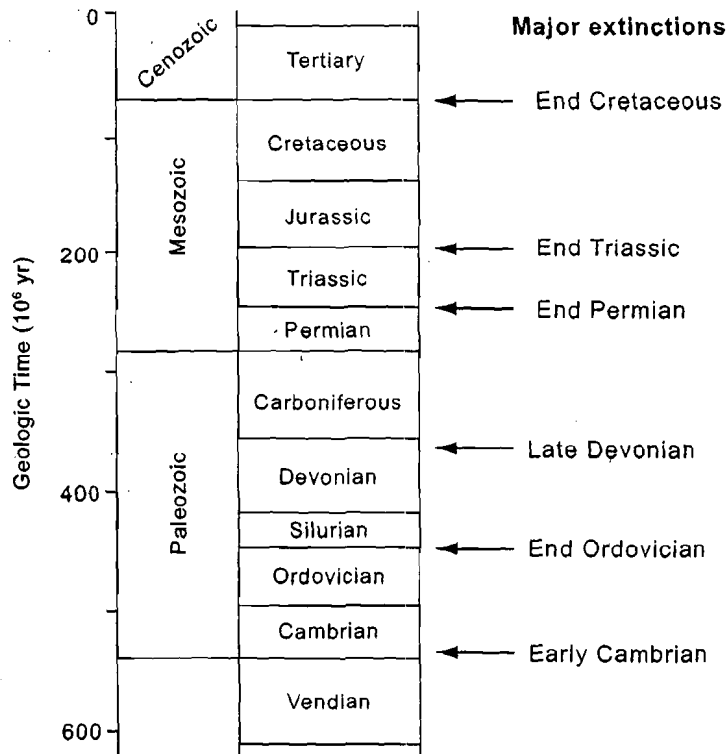 Major extinctions
0
Cenozoic
Tertiary
End Cretaceous
Cretaceous
Mesozoic
Jurassic
200
End Triassic
Triassic
End Permian
Permian
Geologic Time (10⁶ yr)
Carboniferous
Late Devonian
Paleozoic
Devonian
400
Silurian
End Ordovician
Ordovician
Cambrian
Early Cambrian
Vendian
600